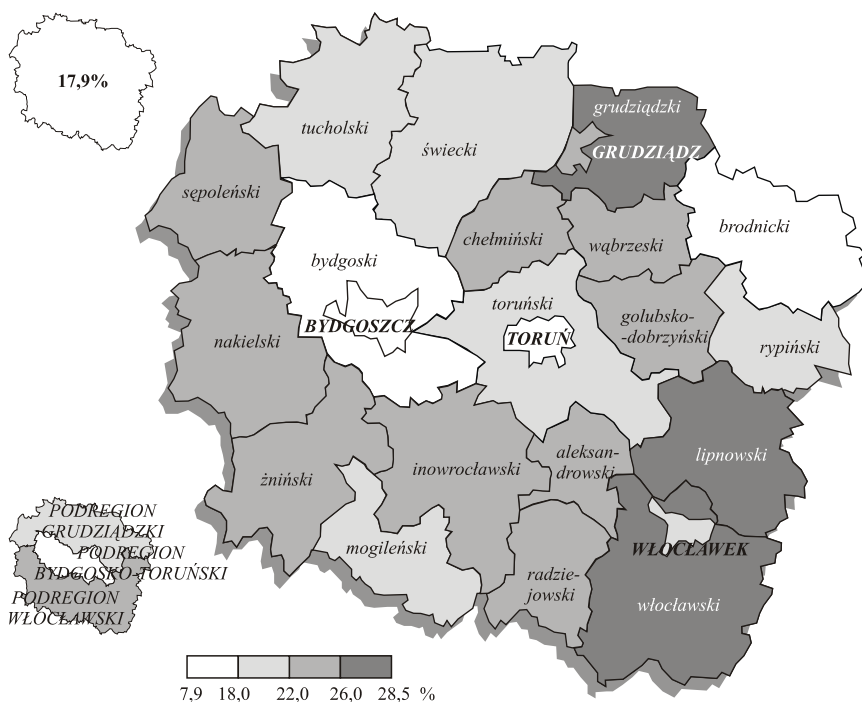 17,9%
tucholski
świecki
grudziądzki
GRUDZIĄDZ
sępoleński
chełmiński
wąbrzeski
brodnicki
bydgoski
toruński
golubsko-
-dobrzyński
BYDGOSZCZ
TORUŃ
nakielski
rypiński
żniński
inowrocławski
aleksan-
drowski
lipnowski
mogileński
radzie-
jowski
WŁOCŁAWEK
włocławski
PODREGION
GRUDZIĄDZKI
PODREGION
BYDGOSKO-TORUŃSKI
PODREGION
WŁOCŁAWSKI
7,9 18,0 22,0 26,0 28,5 %